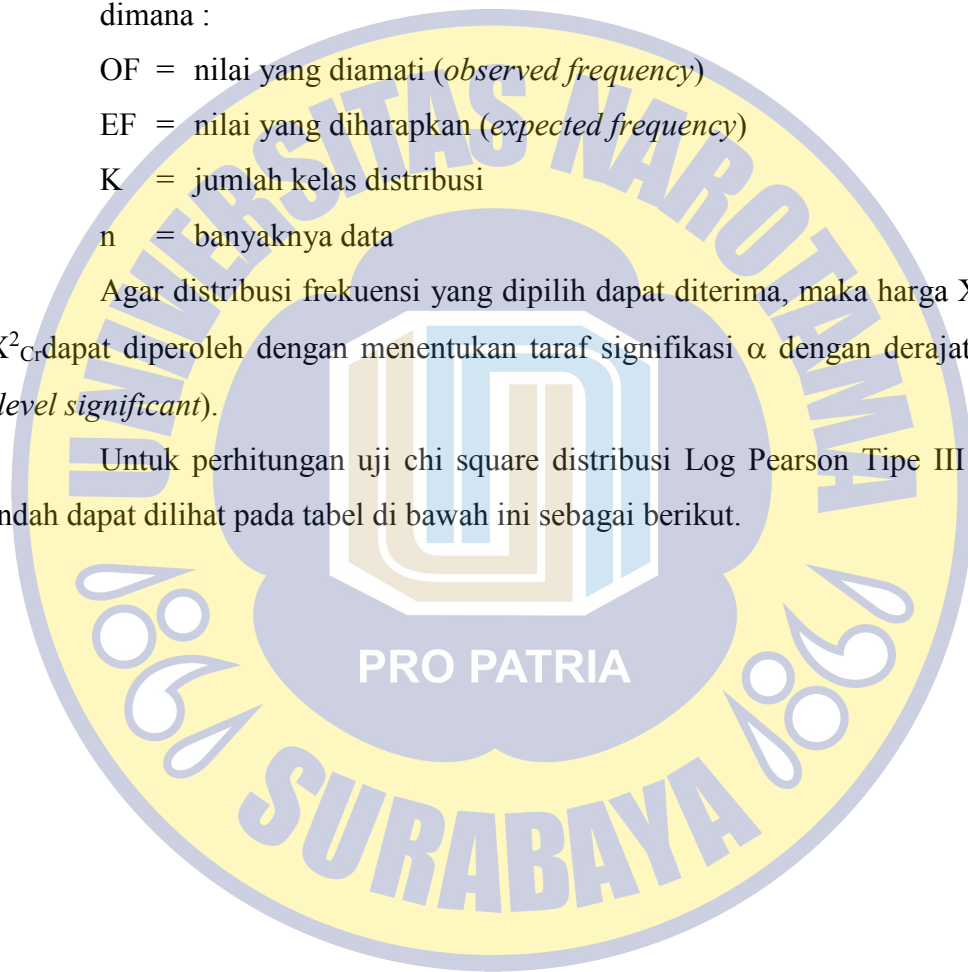 dimana :
OF = nilai yang diamati (observed frequency)
EF = nilai yang diharapkan (expected frequency)
K = jumlah kelas distribusi
n = banyaknya data
Agar distribusi frekuensi yang dipilih dapat diterima, maka harga X
X²Cr dapat diperoleh dengan menentukan taraf signifikasi α dengan derajat
level significant).
Untuk perhitungan uji chi square distribusi Log Pearson Tipe III
ndah dapat dilihat pada tabel di bawah ini sebagai berikut.
UNIVERSITAS NAROTAMA
PRO PATRIA
SURABAYA